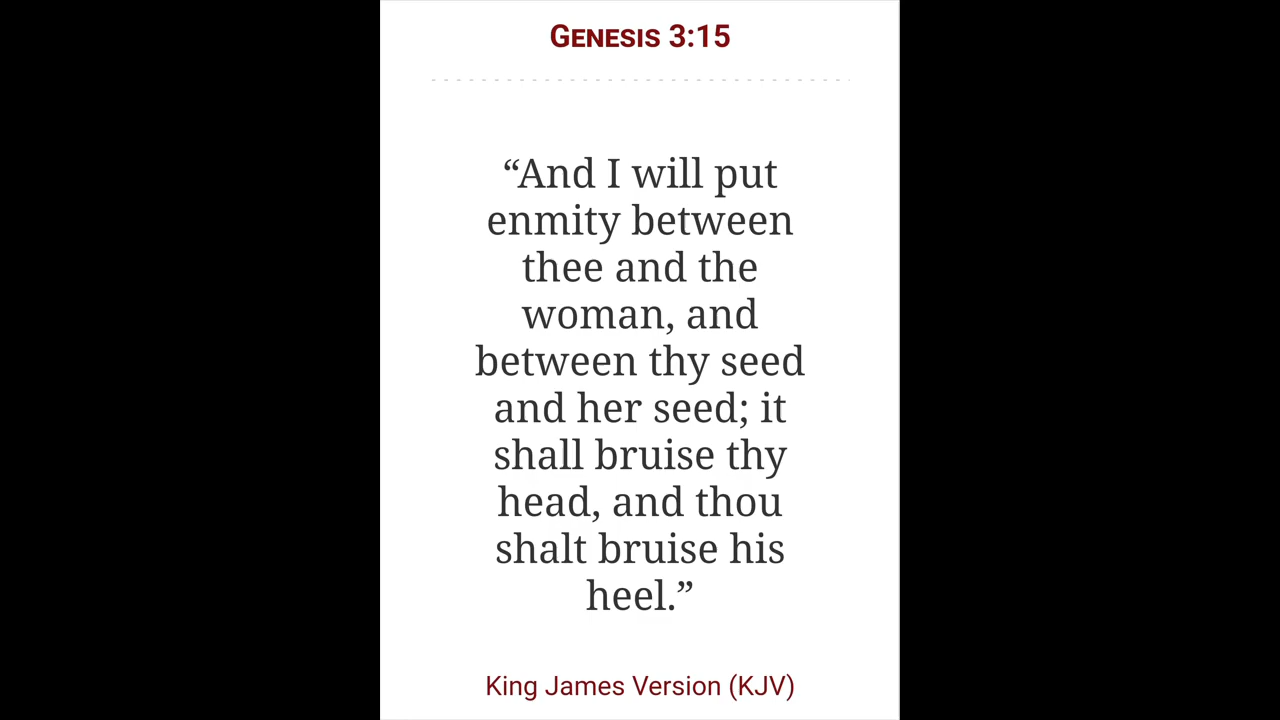 Genesis 3:15
“And I will put
enmity between
thee and the
woman, and
between thy seed
and her seed; it
shall bruise thy
head, and thou
shalt bruise his
heel.”
King James Version (KJV)